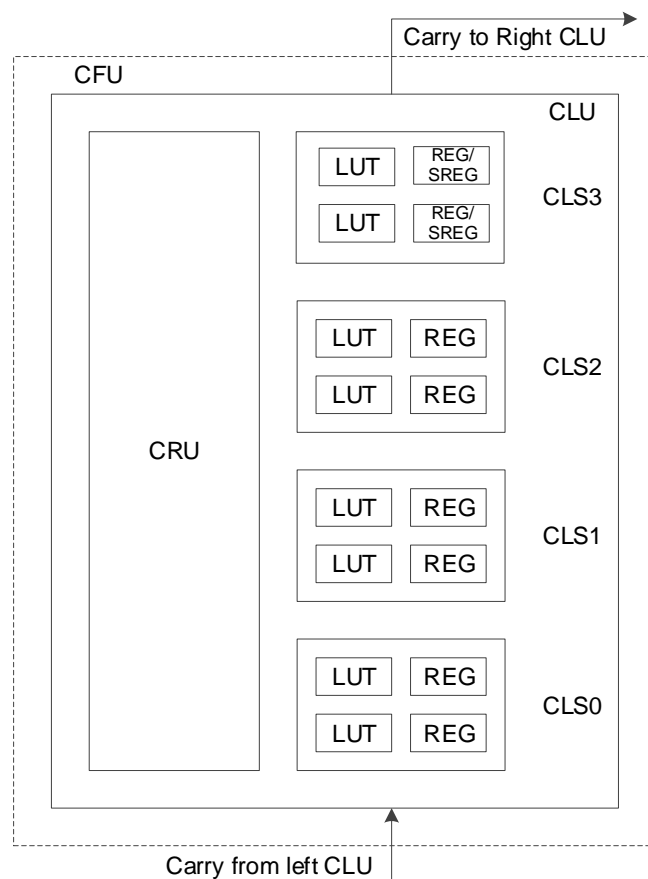 Carry to Right CLU
CFU
CLU
LUT
REG/
SREG
LUT
REG/
SREG
CLS3
LUT
REG
LUT
REG
CLS2
CRU
LUT
REG
LUT
REG
CLS1
LUT
REG
LUT
REG
CLS0
Carry from left CLU